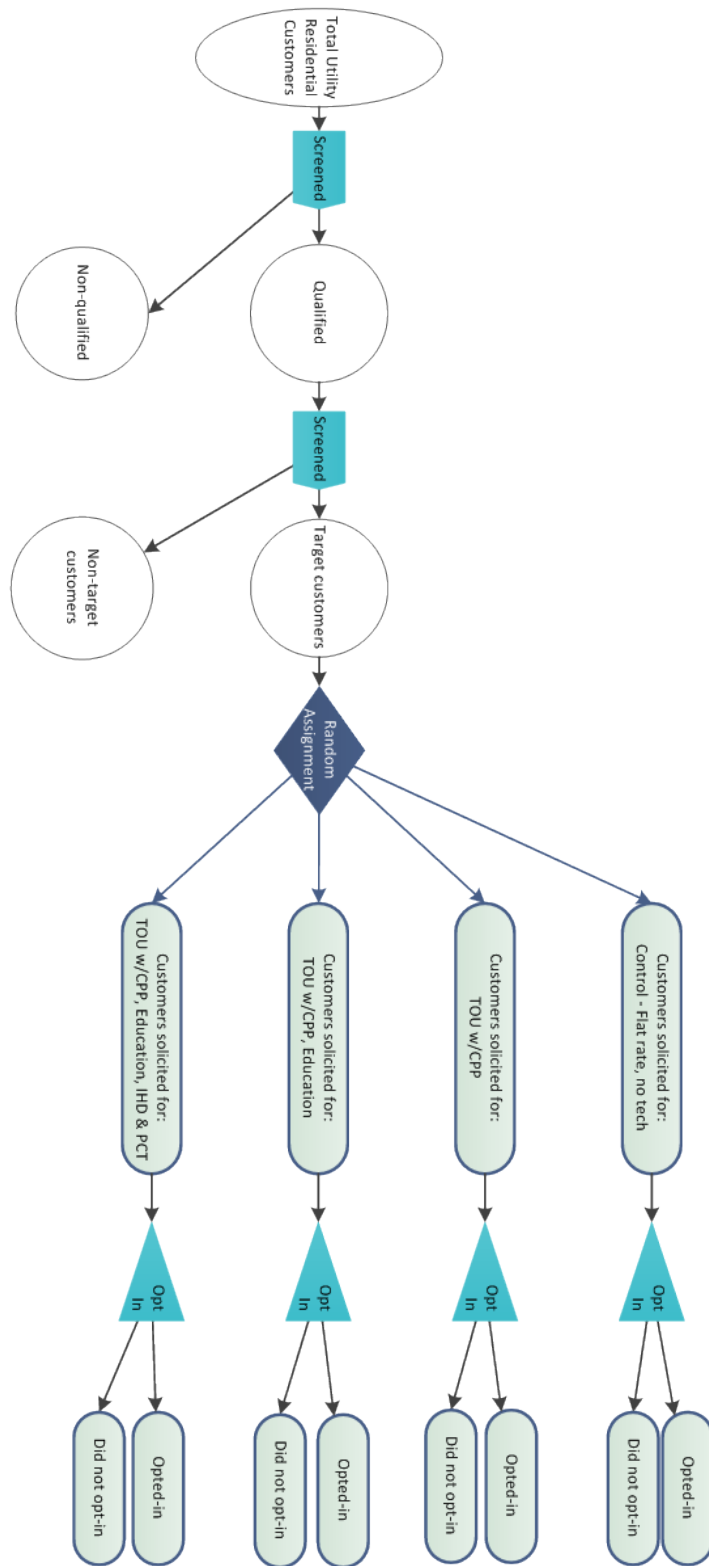 Total Utility
Residential
Customers
Screened
Qualified
Non-qualified
Screened
Target customers
Non-target
customers
Random
Assignment
Customers solicited for:
Control - Flat rate, no tech
Opt
In
Opted-in
Did not opt-in
Customers solicited for:
TOU w/CPP
Opt
In
Opted-in
Did not opt-in
Customers solicited for:
TOU w/CPP, Education
Opt
In
Opted-in
Did not opt-in
Customers solicited for:
TOU w/CPP, Education, IHD & PCT
Opt
In
Opted-in
Did not opt-in